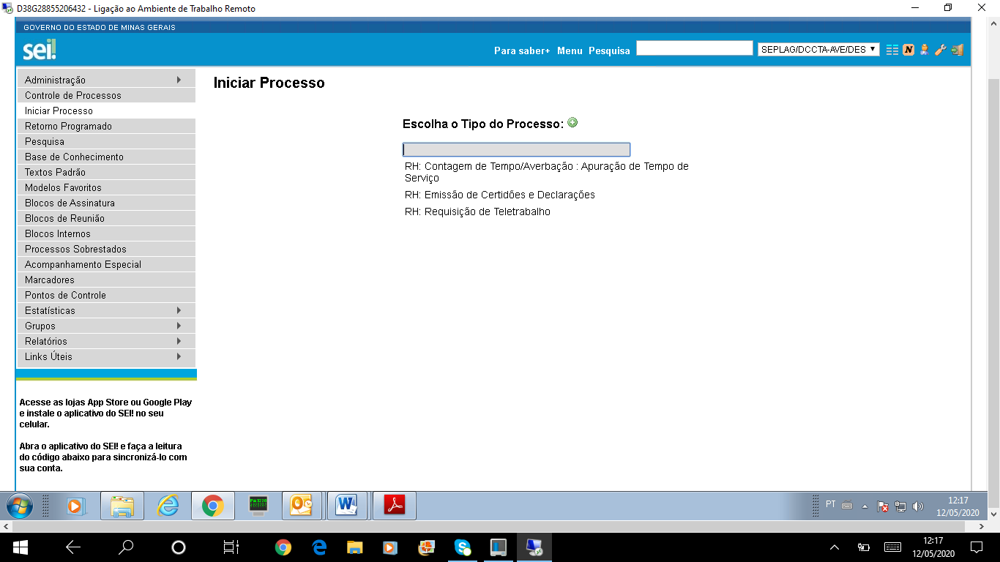 D38G28855206432 - Ligação ao Ambiente de Trabalho Remoto
GOVERNO DO ESTADO DE MINAS GERAIS
sei!
Para saber+ Menu Pesquisa
SEPLAG/DCCTA-AVE/DES
N
Administração
Controle de Processos
Iniciar Processo
Retorno Programado
Pesquisa
Base de Conhecimento
Textos Padrão
Modelos Favoritos
Blocos de Assinatura
Blocos de Reunião
Blocos Internos
Processos Sobrestados
Acompanhamento Especial
Marcadores
Pontos de Controle
Estatísticas
Grupos
Relatórios
Links Úteis
Acesse as lojas App Store ou Google Play
e instale o aplicativo do SEI! no seu
celular.
Abra o aplicativo do SEI! e faça a leitura
do código abaixo para sincronizá-lo com
sua conta.
Iniciar Processo
Escolha o Tipo do Processo:
RH: Contagem de Tempo/Averbação : Apuração de Tempo de
Serviço
RH: Emissão de Certidões e Declarações
RH: Requisição de Teletrabalho
PT
12:17
12/05/2020
12:17
12/05/2020